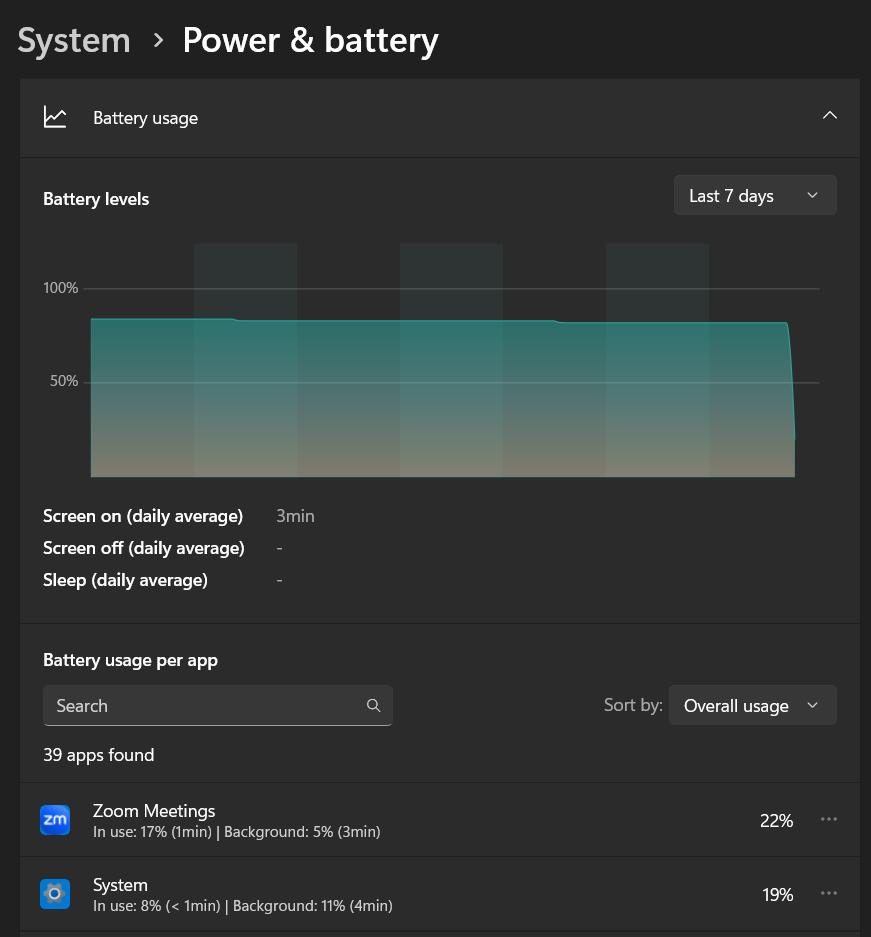 System > Power & battery
Battery usage
Battery levels
Last 7 days
100%
50%
Screen on (daily average) 3min
Screen off (daily average) -
Sleep (daily average) -
Battery usage per app
Search
Sort by: Overall usage
39 apps found
zm
Zoom Meetings
In use: 17% (1min) | Background: 5% (3min)
22%
System
In use: 8% (< 1min) | Background: 11% (4min)
19%